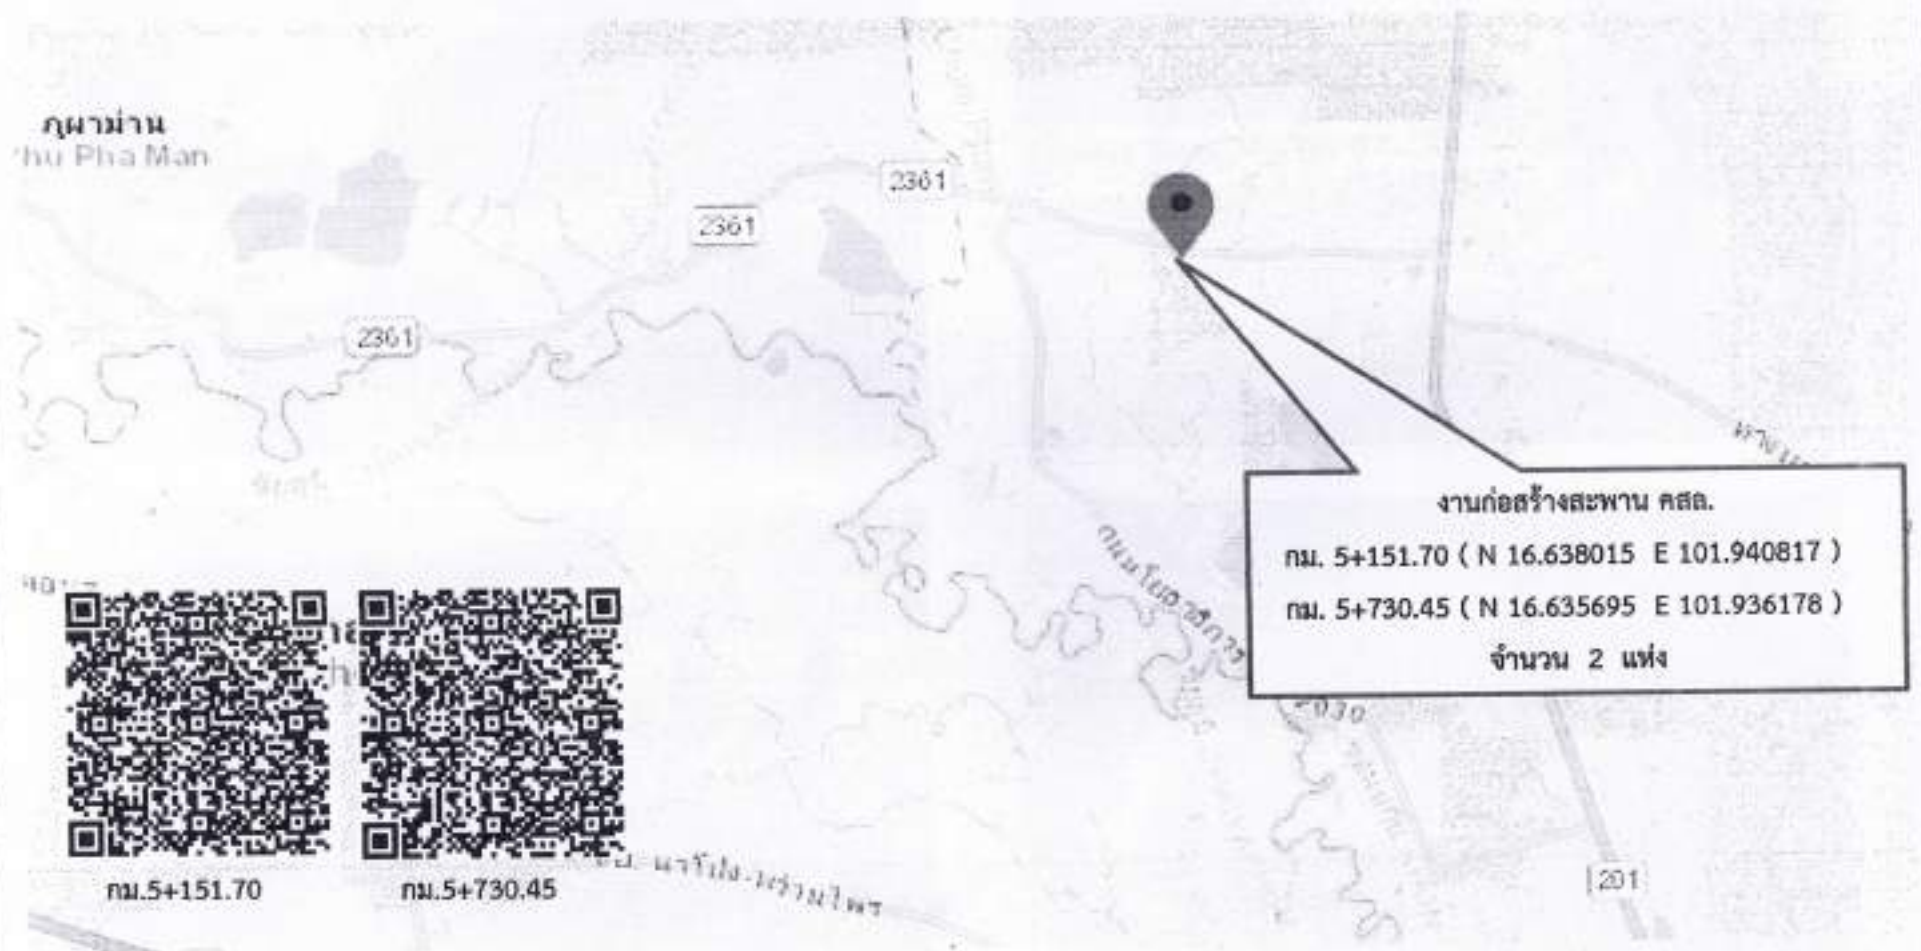 ภูผาม่าน
hu Pha Man
2361
2361
2361
งานก่อสร้างสะพาน คสล.
กม. 5+151.70 ( N 16.638015 E 101.940817 )
กม. 5+730.45 ( N 16.635695 E 101.936178 )
จำนวน 2 แห่ง
2030
201
กม.5+151.70
กม.5+730.45